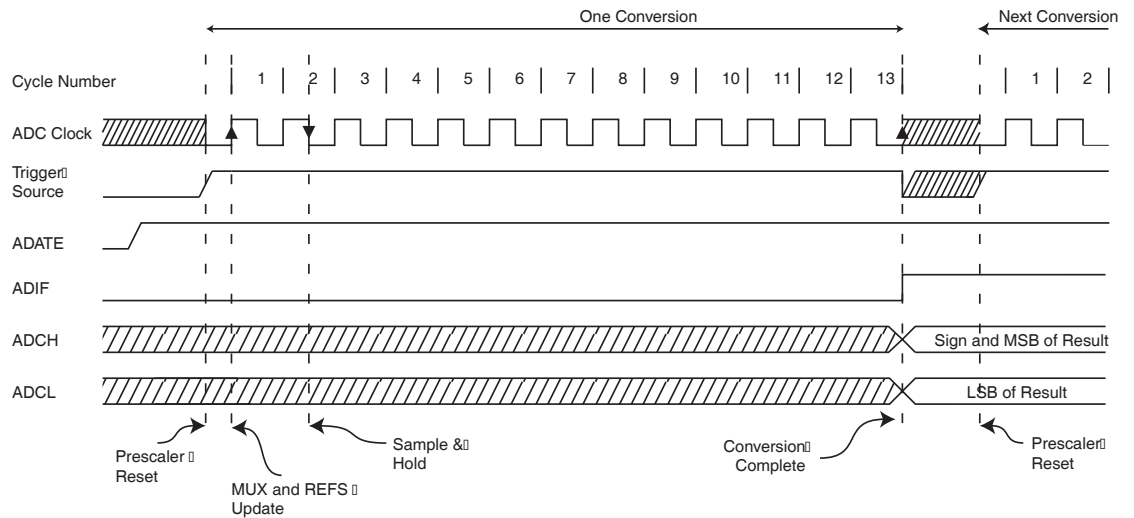 One Conversion
Next Conversion
Cycle Number
1 2 3 4 5 6 7 8 9 10 11 12 13 1 2
ADC Clock
Trigger
Source
ADATE
ADIF
ADCH
Sign and MSB of Result
ADCL
LSB of Result
Prescaler
Reset
MUX and REFS
Update
Sample &
Hold
Conversion
Complete
Prescaler
Reset